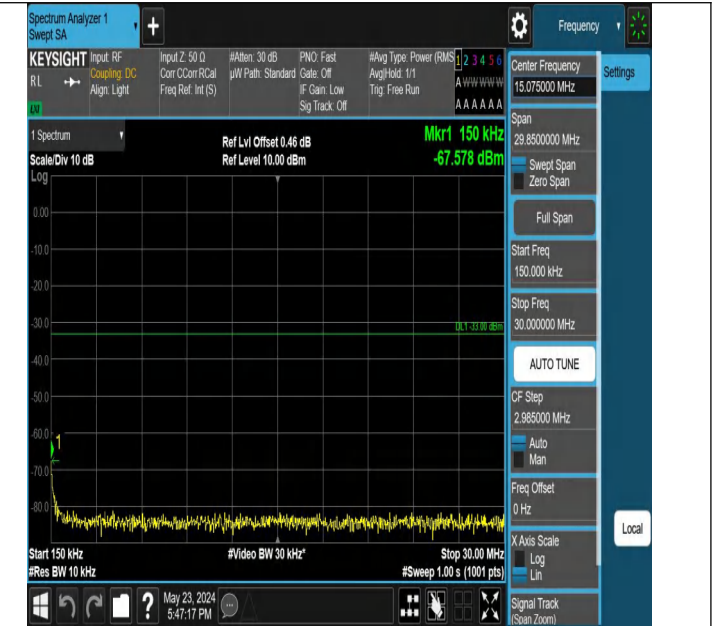 Spectrum Analyzer 1
Swept SA
+
Frequency
KEYSIGHT
RL
LXI
Input: RF
Coupling: DC
Align: Light
Input Z: 50 Ω
Corr CCorr RCal
Freq Ref: Int (S)
#Atten: 30 dB
µW Path: Standard
PNO: Fast
Gate: Off
IF Gain: Low
Sig Track: Off
#Avg Type: Power (RMS
Avg|Hold: 1/1
Trig: Free Run
1 2 3 4 5 6
A W W W W W
A A A A A A
1 Spectrum
Scale/Div 10 dB
Log
Ref Lvl Offset 0.46 dB
Ref Level 10.00 dBm
Mkr1 150 kHz
-67.578 dBm
0.00
-10.0
-20.0
-30.0
DL1 -33.00 dBm
-40.0
-50.0
-60.0
1
-70.0
-80.0
Start 150 kHz
#Video BW 30 kHz*
Stop 30.00 MHz
#Res BW 10 kHz
#Sweep 1.00 s (1001 pts)
?
May 23, 2024
5:47:17 PM
Center Frequency
15.075000 MHz
Settings
Span
29.8500000 MHz
Swept Span
Zero Span
Full Span
Start Freq
150.000 kHz
Stop Freq
30.000000 MHz
AUTO TUNE
CF Step
2.985000 MHz
Auto
Man
Freq Offset
0 Hz
Local
X Axis Scale
Log
Lin
Signal Track
(Span Zoom)